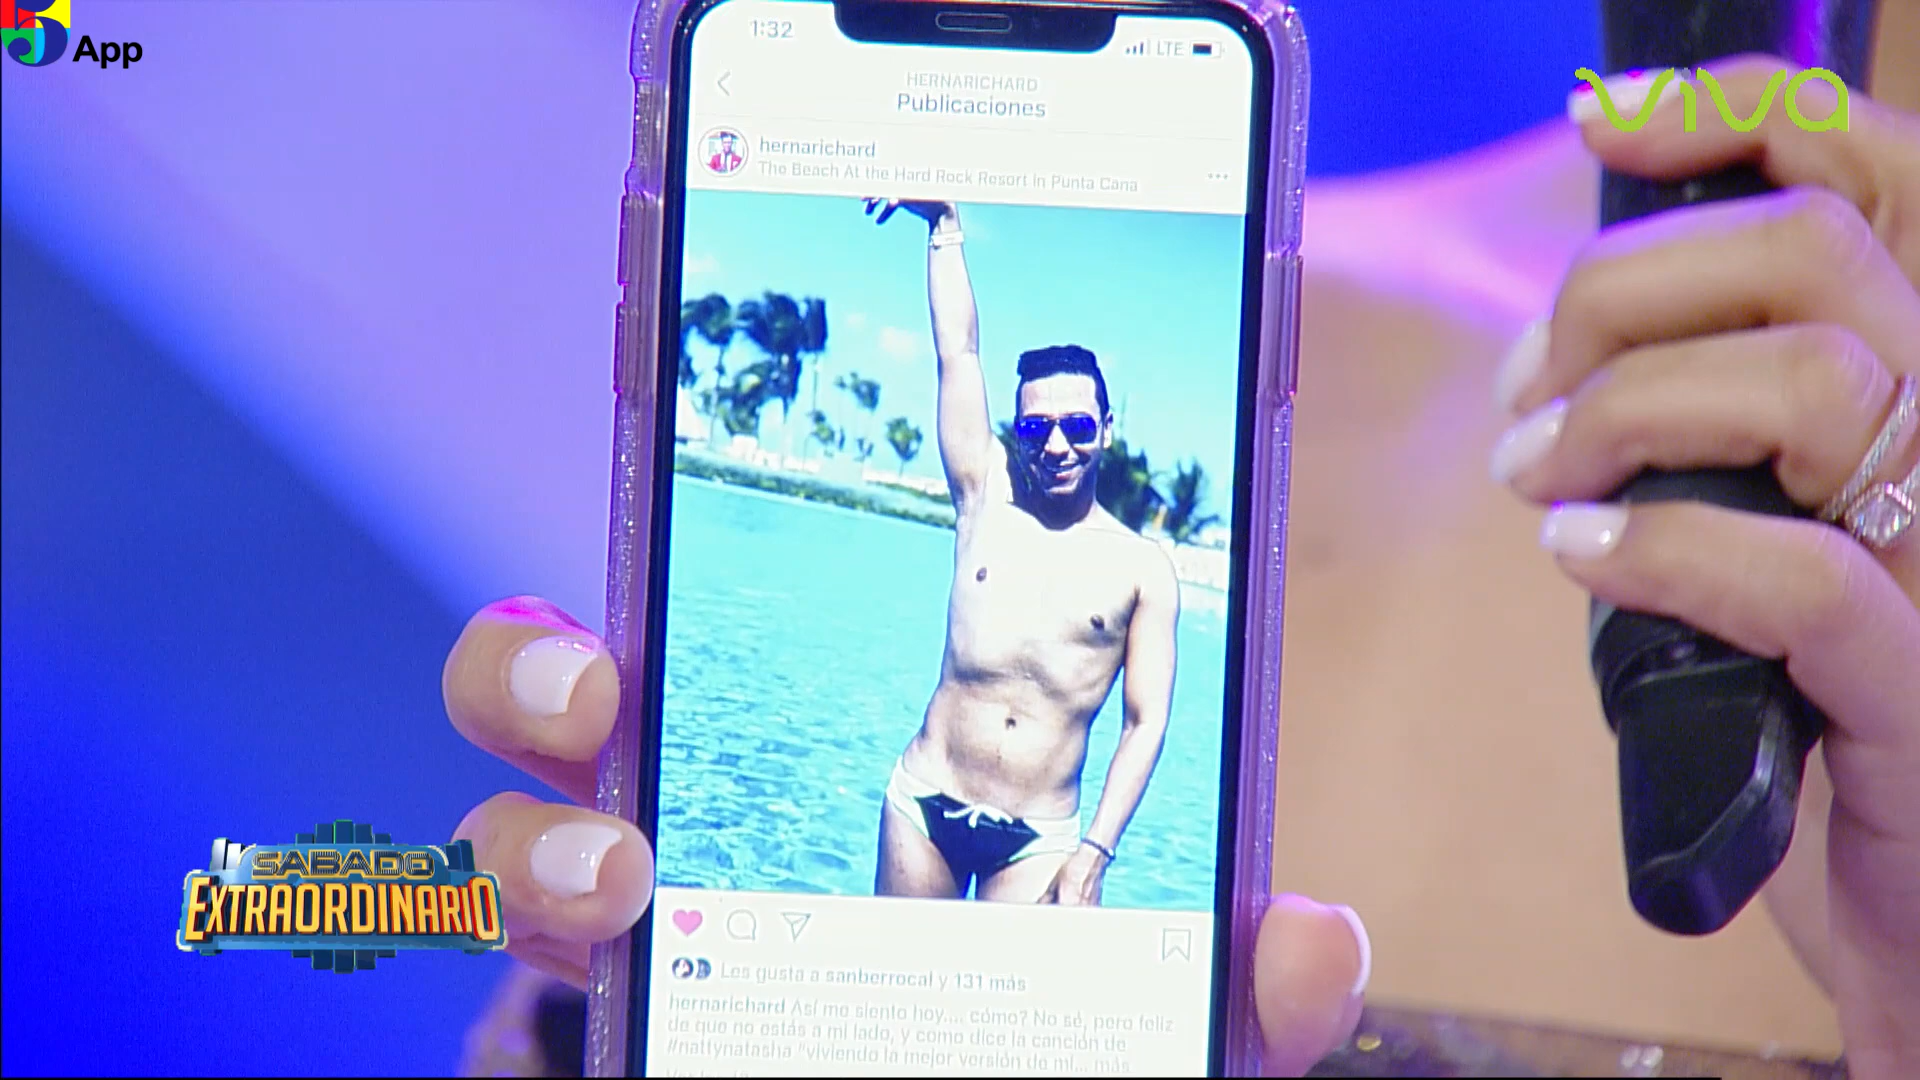 5 App
viva
1:32
LTE
HERNARICHARD
Publicaciones
hernarichard
The Beach At the Hard Rock Resort in Punta Cana
Les gusta a sanberrocal y 131 más
hernarichard Así me siento hoy.... cómo? No sé, pero feliz
de que no estás a mi lado, y como dice la canción de
#nattynatasha "viviendo la mejor versión de mí... más
SABADO
EXTRAORDINARIO